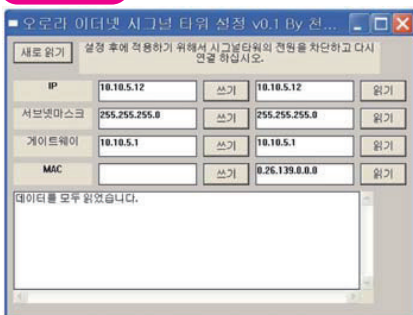 오로라 이더넷 시그널 타워 설정 v0.1 By 천...
새로 읽기
설정 후에 적용하기 위해서 시그널타워의 전원을 차단하고 다시
연결 하십시오.
IP 10.10.5.12 쓰기 10.10.5.12 읽기
서브넷마스크 255.255.255.0 쓰기 255.255.255.0 읽기
게이트웨이 10.10.5.1 쓰기 10.10.5.1 읽기
MAC 쓰기 0.26.139.0.0.0 읽기
데이터를 모두 읽었습니다.